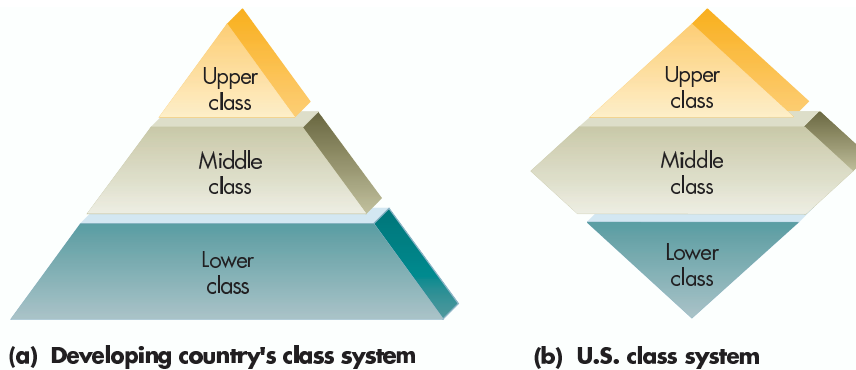 Upper
class
Middle
class
Lower
class
(a) Developing country's class system
Upper
class
Middle
class
Lower
class
(b) U.S. class system